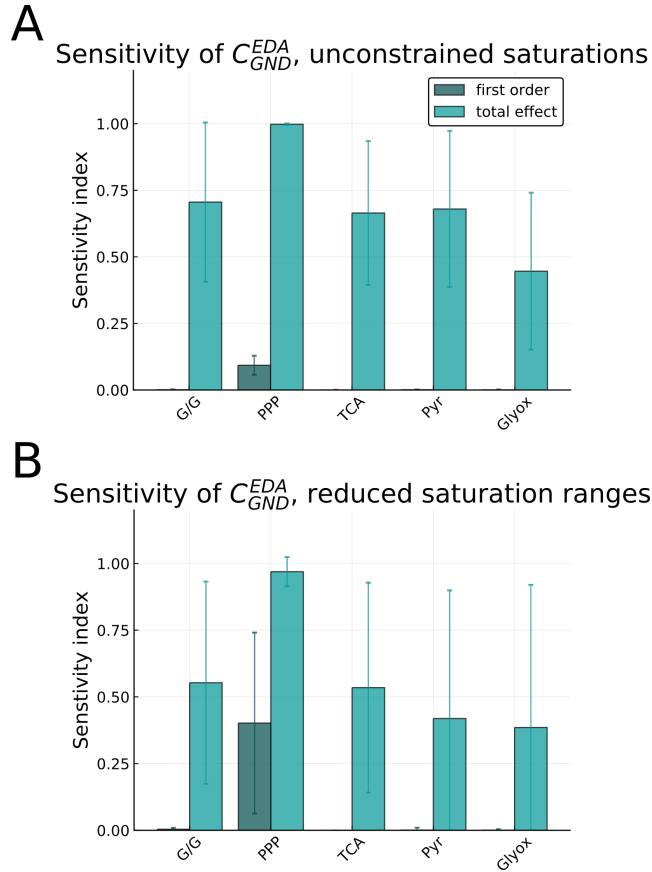 A
Sensitivity of C_{GND}^{EDA}, unconstrained saturations
first order
total effect
Senstivity index
1.00
0.75
0.50
0.25
0.00
G/G PPP TCA Pyr Glyox
B
Sensitivity of C_{GND}^{EDA}, reduced saturation ranges
Senstivity index
1.00
0.75
0.50
0.25
0.00
G/G PPP TCA Pyr Glyox